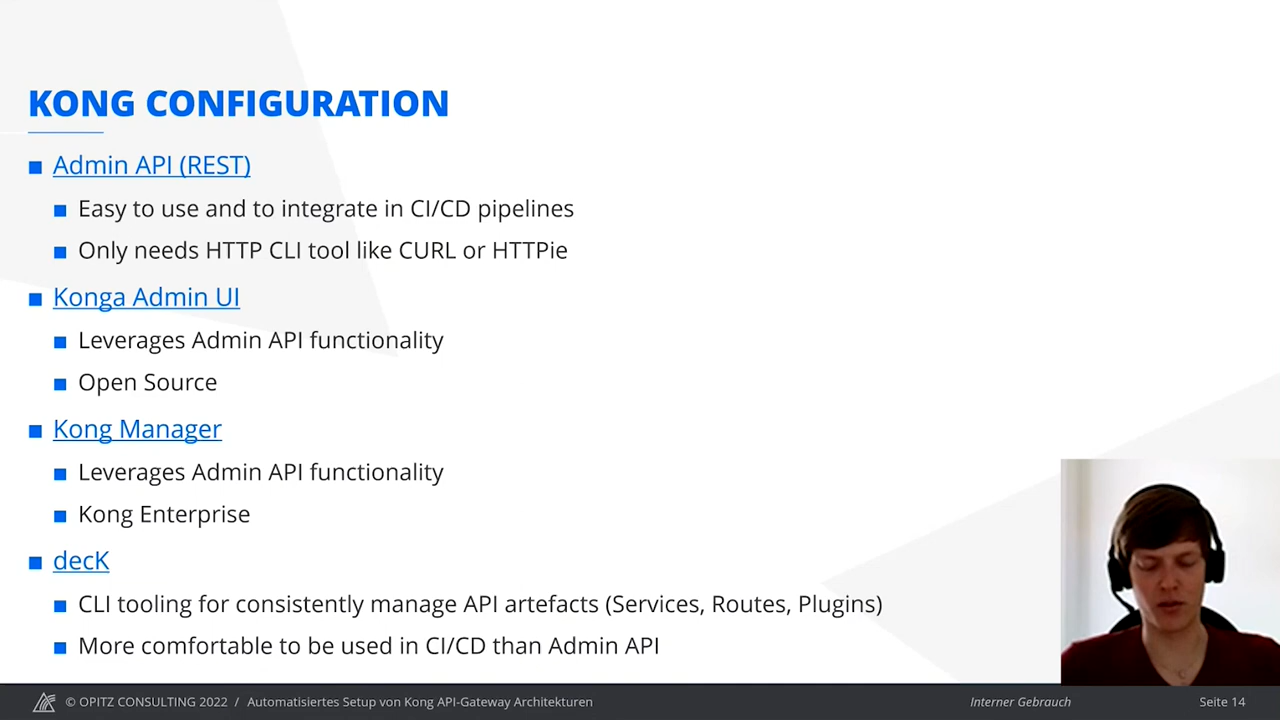 KONG CONFIGURATION
Admin API (REST)
Easy to use and to integrate in CI/CD pipelines
Only needs HTTP CLI tool like CURL or HTTPie
Konga Admin UI
Leverages Admin API functionality
Open Source
Kong Manager
Leverages Admin API functionality
Kong Enterprise
decK
CLI tooling for consistently manage API artefacts (Services, Routes, Plugins)
More comfortable to be used in CI/CD than Admin API
© OPITZ CONSULTING 2022 / Automatisiertes Setup von Kong API-Gateway Architekturen Interner Gebrauch Seite 14